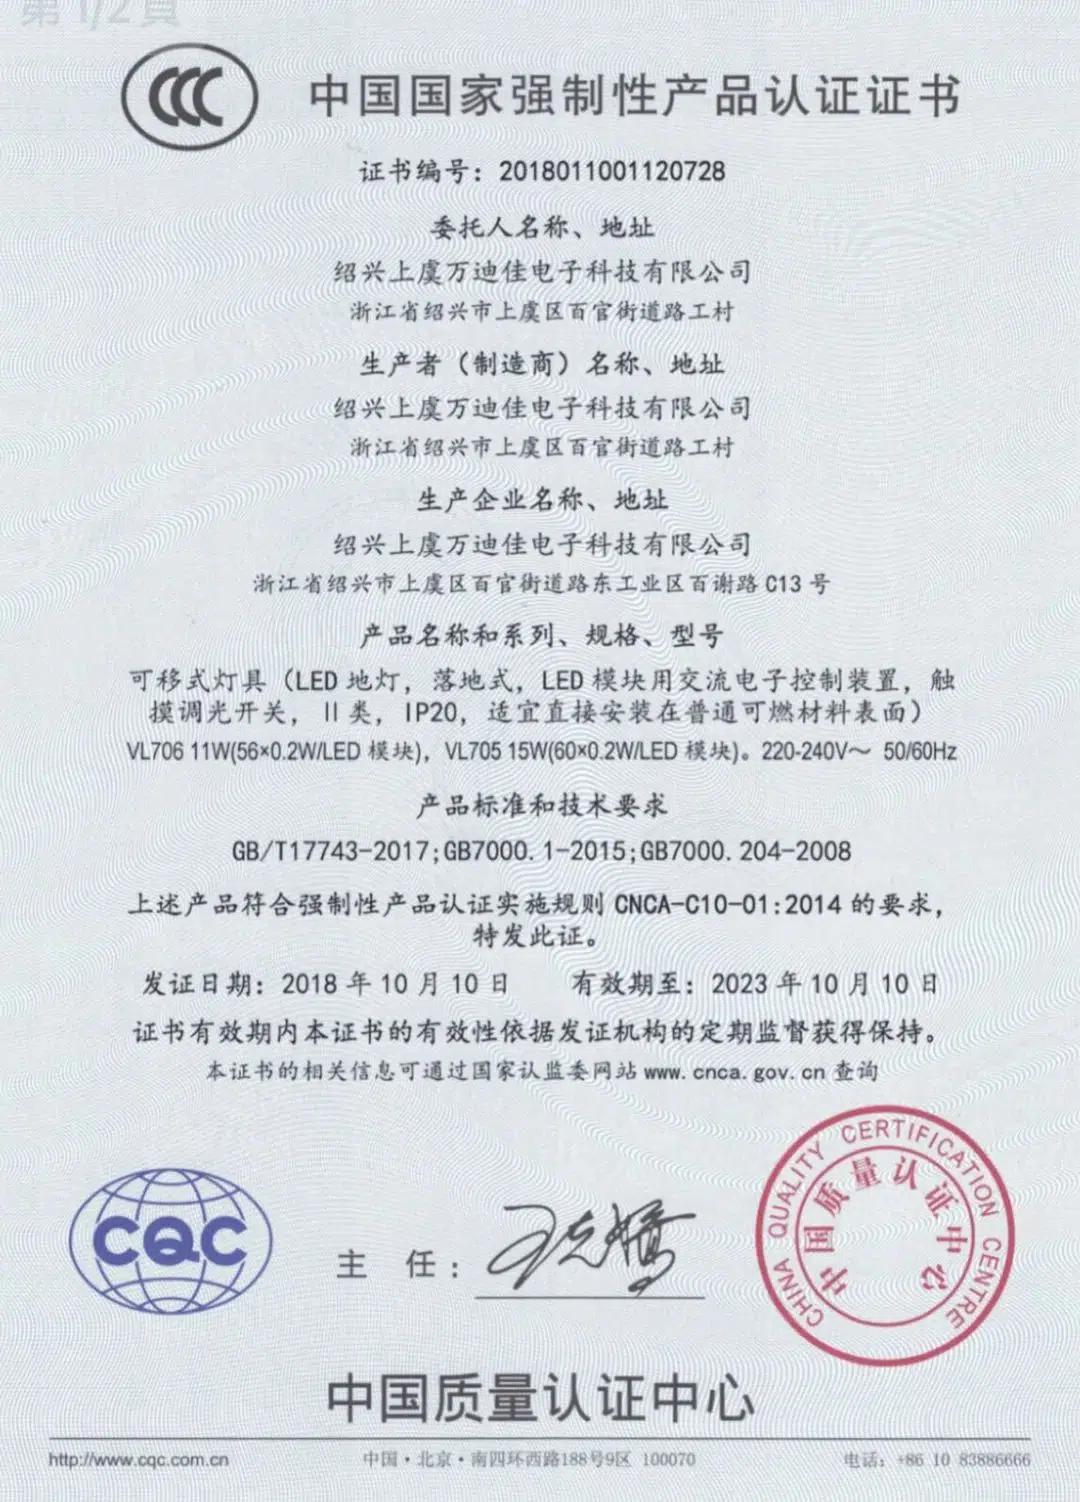 第 1/2 頁
CCC
中国国家强制性产品认证证书
证书编号：2018011001120728
委托人名称、地址
绍兴上虞万迪佳电子科技有限公司
浙江省绍兴市上虞区百官街道路工村
生产者（制造商）名称、地址
绍兴上虞万迪佳电子科技有限公司
浙江省绍兴市上虞区百官街道路工村
生产企业名称、地址
绍兴上虞万迪佳电子科技有限公司
浙江省绍兴市上虞区百官街道路东工业区百谢路 C13 号
产品名称和系列、规格、型号
可移式灯具（LED 地灯，落地式，LED 模块用交流电子控制装置，触
摸调光开关，II 类，IP20，适宜直接安装在普通可燃材料表面）
VL706 11W(56×0.2W/LED 模块)，VL705 15W(60×0.2W/LED 模块)。220-240V～ 50/60Hz
产品标准和技术要求
GB/T17743-2017;GB7000.1-2015;GB7000.204-2008
上述产品符合强制性产品认证实施规则 CNCA-C10-01:2014 的要求，
特发此证。
发证日期：2018 年 10 月 10 日 有效期至：2023 年 10 月 10 日
证书有效期内本证书的有效性依据发证机构的定期监督获得保持。
本证书的相关信息可通过国家认监委网站 www.cnca.gov.cn 查询
CQC
主 任：
CHINA QUALITY CERTIFICATION CENTRE
中国质量认证中心
中国质量认证中心
http://www.cqc.com.cn 中国·北京·南四环西路188号9区 100070 电话：+86 10 83886666